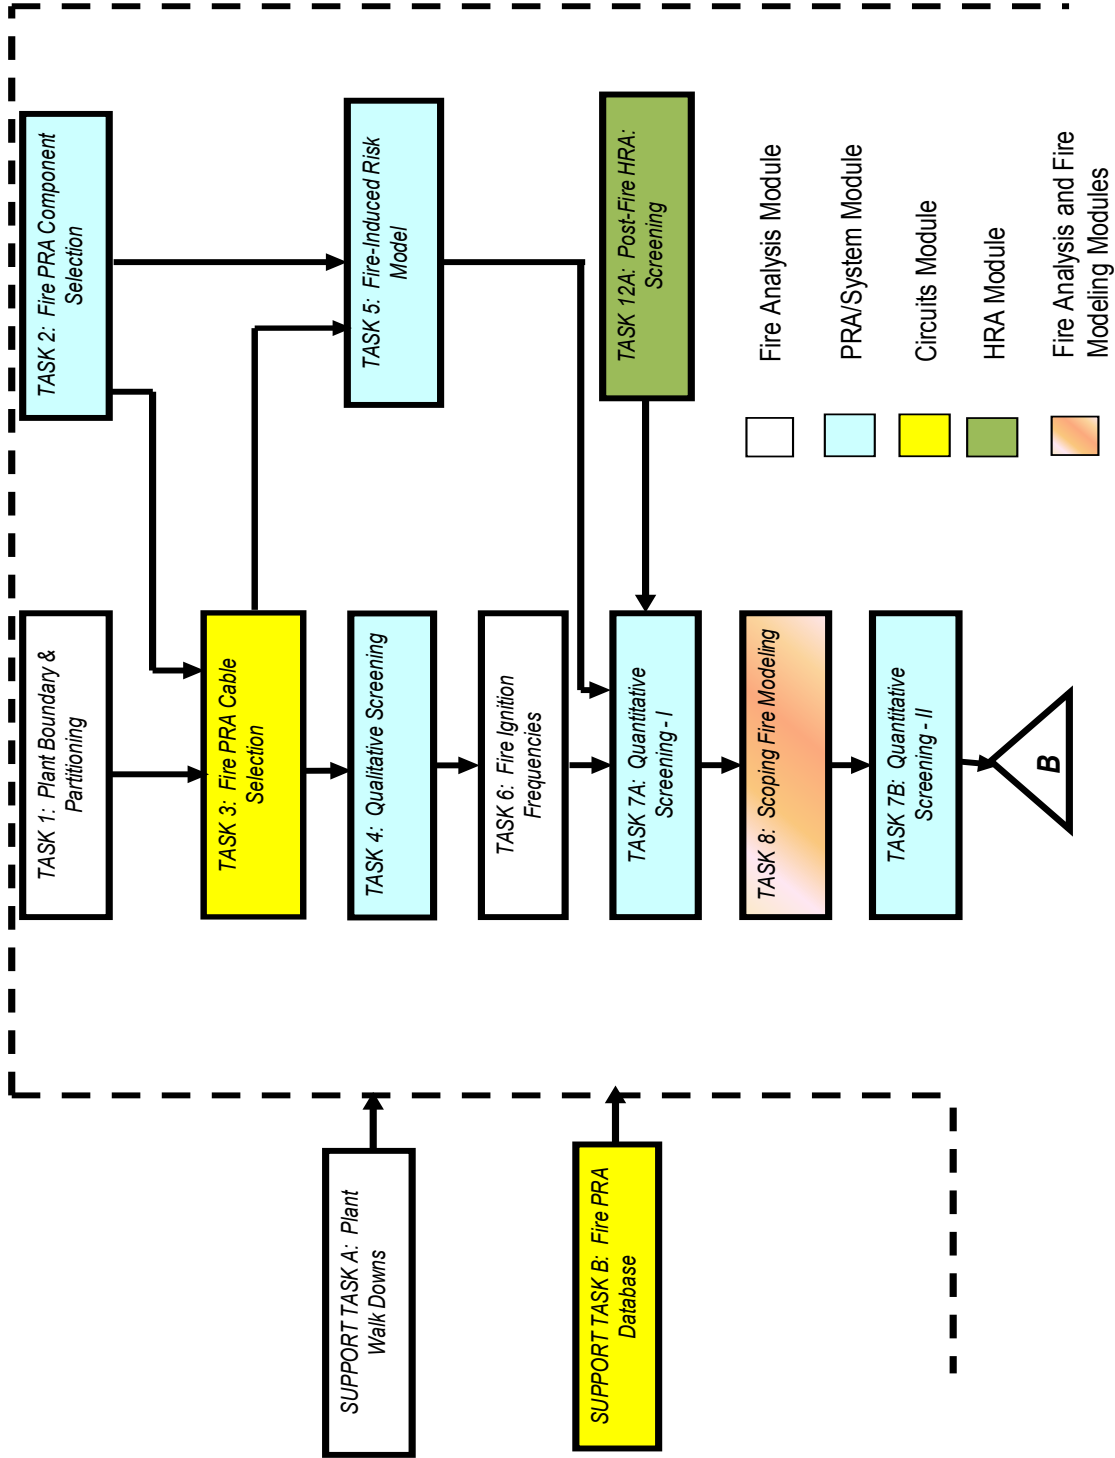 TASK 1: Plant Boundary &
Partitioning
TASK 2: Fire PRA Component
Selection
TASK 3: Fire PRA Cable
Selection
TASK 4: Qualitative Screening
TASK 5: Fire-Induced Risk
Model
TASK 6: Fire Ignition
Frequencies
TASK 7A: Quantitative
Screening - I
TASK 12A: Post-Fire HRA:
Screening
TASK 8: Scoping Fire Modeling
TASK 7B: Quantitative
Screening - II
B
SUPPORT TASK A: Plant
Walk Downs
SUPPORT TASK B: Fire PRA
Database
Fire Analysis Module
PRA/System Module
Circuits Module
HRA Module
Fire Analysis and Fire
Modeling Modules